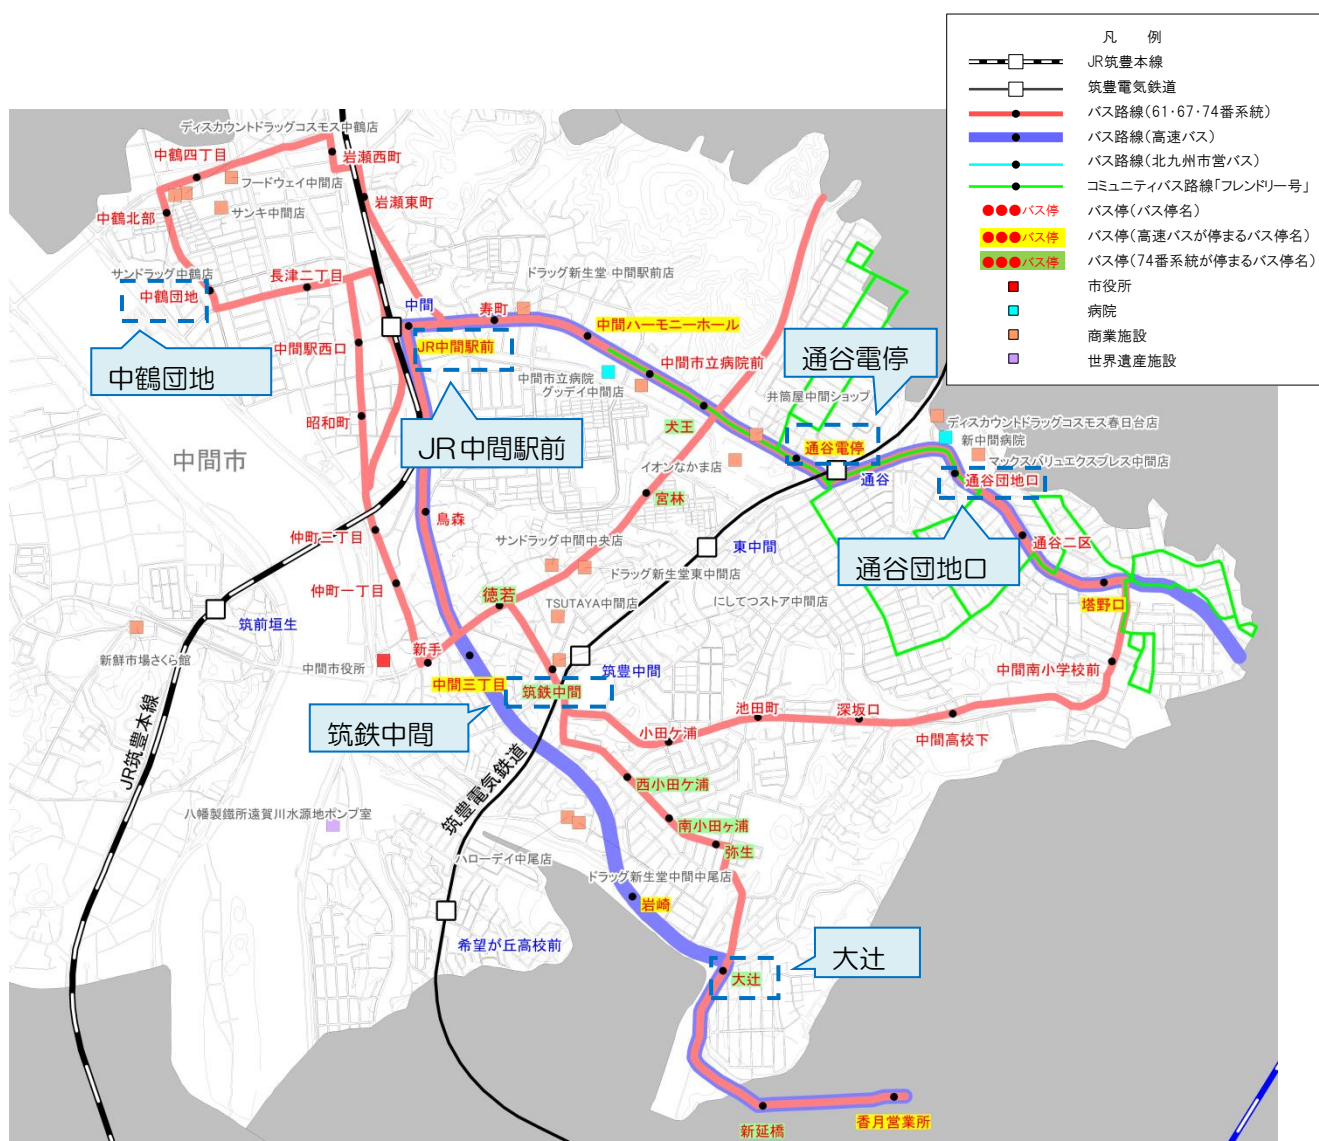 凡 例
JR筑豊本線
筑豊電気鉄道
バス路線(61・67・74番系統)
バス路線(高速バス)
バス路線(北九州市営バス)
コミュニティバス路線「フレンドリー号」
●●●バス停 バス停(バス停名)
●●●バス停 バス停(高速バスが停まるバス停名)
●●●バス停 バス停(74番系統が停まるバス停名)
市役所
病院
商業施設
世界遺産施設
ディスカウントドラッグコスモス中鶴店
中鶴四丁目
岩瀬西町
フードウェイ中間店
岩瀬東町
サンキ中間店
中鶴北部
サンドラッグ中鶴店
長津二丁目
中鶴団地
中鶴団地
ドラッグ新生堂 中間駅前店
中間
寿町
中間ハーモニーホール
JR中間駅前
中間駅西口
JR中間駅前
中間市立病院前
中間市立病院
グッデイ中間店
通谷電停
井筒屋中間ショップ
昭和町
犬王
通谷電停
ディスカウントドラッグコスモス春日台店
新中間病院
マックスバリュエクスプレス中間店
中間市
イオンなかま店
通谷
通谷団地口
宮林
鳥森
仲町三丁目
サンドラッグ中間中央店
東中間
通谷二区
通谷団地口
ドラッグ新生堂東中間店
仲町一丁目
徳若
TSUTAYA中間店
にしてつストア中間店
塔野口
筑前垣生
新鮮市場さくら館
中間市役所
新手
筑豊中間
中間南小学校前
中間三丁目
筑鉄中間
筑鉄中間
池田町
深坂口
小田ケ浦
中間高校下
JR筑豊本線
筑豊電気鉄道
西小田ケ浦
八幡製鐵所遠賀川水源地ポンプ室
南小田ヶ浦
弥生
ハローデイ中尾店
ドラッグ新生堂中間中尾店
岩崎
希望が丘高校前
大辻
大辻
新延橋
香月営業所